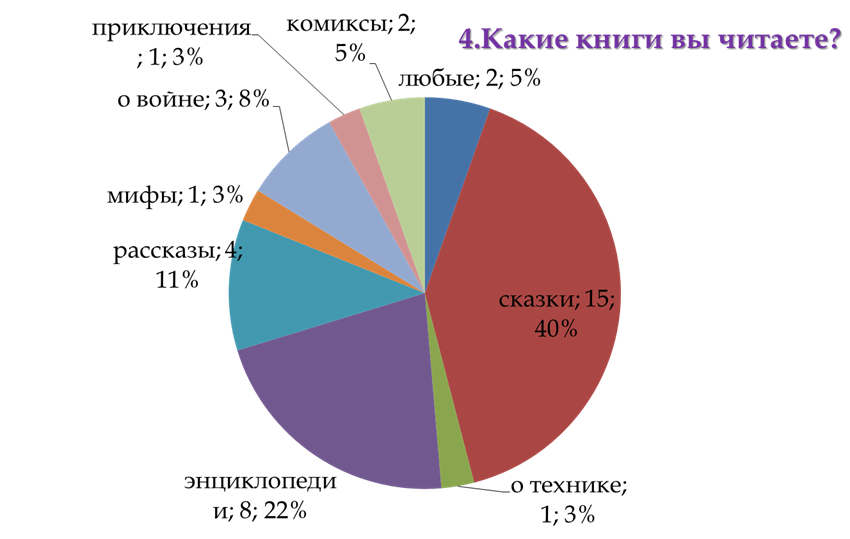 4.Какие книги вы читаете?
любые; 2; 5%
сказки; 15;
40%
о технике;
1; 3%
энциклопеди
и; 8; 22%
рассказы; 4;
11%
мифы; 1; 3%
о войне; 3; 8%
приключения
; 1; 3%
комиксы; 2;
5%